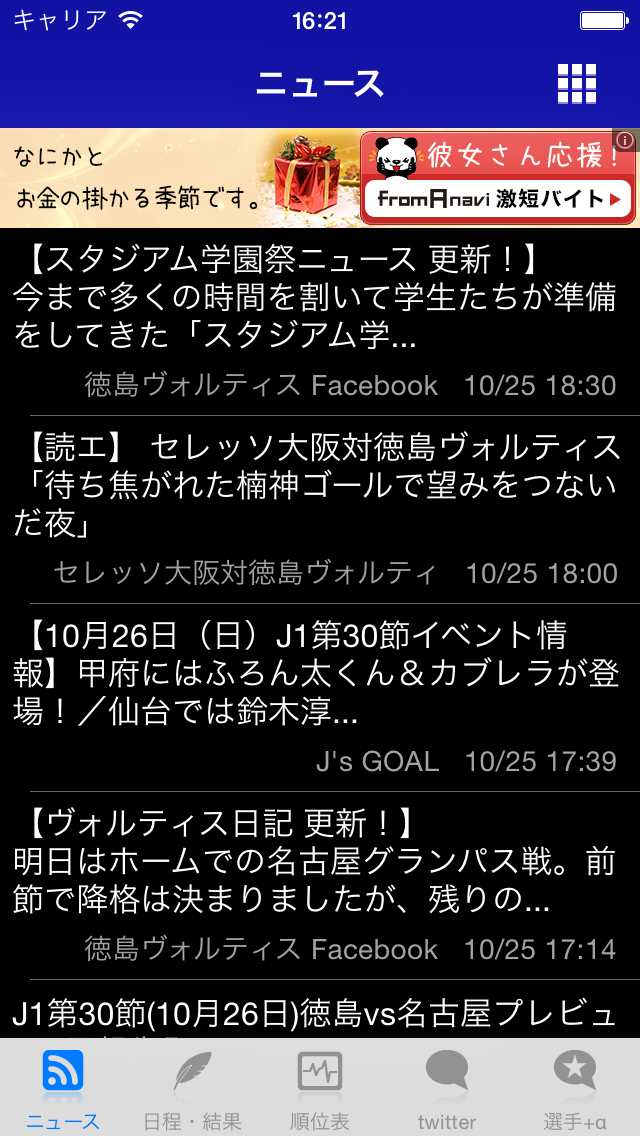 キャリア 16:21
ニュース
なにかと
お金の掛かる季節です。
彼女さん応援！
fromAnavi 激短バイト
【スタジアム学園祭ニュース 更新！】
今まで多くの時間を割いて学生たちが準備
をしてきた「スタジアム学...
徳島ヴォルティス Facebook 10/25 18:30
【読エ】 セレッソ大阪対徳島ヴォルティス
「待ち焦がれた楠神ゴールで望みをつない
だ夜」
セレッソ大阪対徳島ヴォルティ 10/25 18:00
【10月26日（日）J1第30節イベント情
報】甲府にはふろん太くん＆カブレラが登
場！／仙台では鈴木淳...
J's GOAL 10/25 17:39
【ヴォルティス日記 更新！】
明日はホームでの名古屋グランパス戦。前
節で降格は決まりましたが、残りの...
徳島ヴォルティス Facebook 10/25 17:14
J1第30節(10月26日)徳島vs名古屋プレビュ
ニュース 日程・結果 順位表 twitter 選手+α